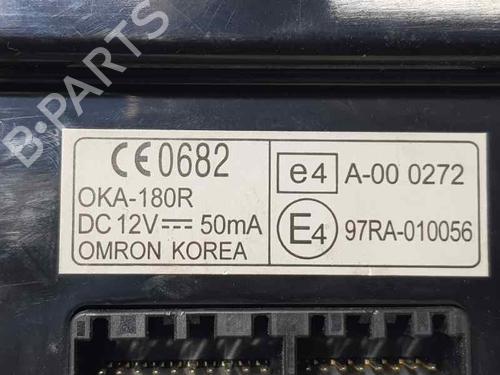 B-PARTS
CE0682
OKA-180R
DC 12V⎓50mA
OMRON KOREA
e4 A-00 0272
E4 97RA-010056